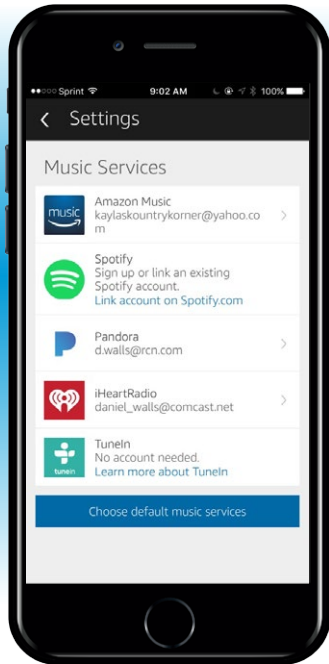 Sprint 9:02 AM 100%
Settings
Music Services
music
Amazon Music
kaylaskountrykorner@yahoo.co
m
Spotify
Sign up or link an existing
Spotify account.
Link account on Spotify.com
P
Pandora
d.walls@rcn.com
iHeartRadio
daniel_walls@comcast.net
tunein
TuneIn
No account needed.
Learn more about TuneIn
Choose default music services